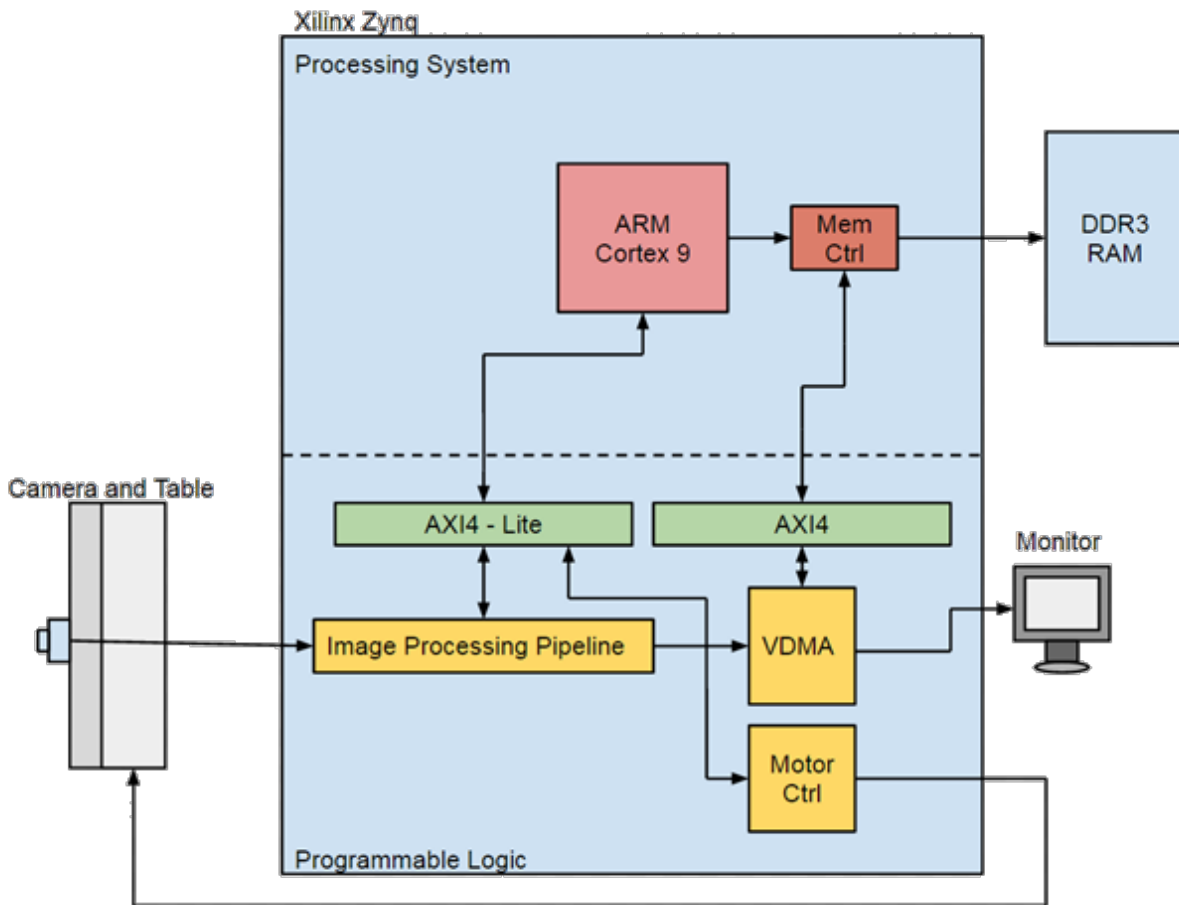 Xilinx Zynq
Processing System
ARM
Cortex 9
Mem
Ctrl
DDR3
RAM
Camera and Table
AXI4 - Lite
AXI4
Monitor
Image Processing Pipeline
VDMA
Motor
Ctrl
Programmable Logic